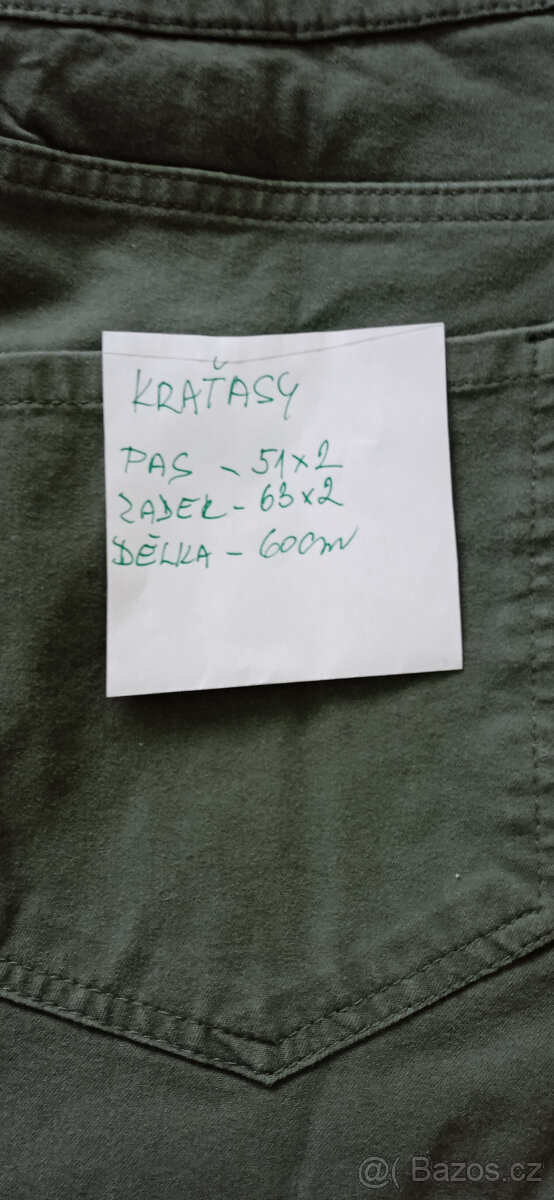 KRAŤASY
PAS - 51x2
ZADEK - 63x2
DÉLKA - 60cm
@( Bazos.cz